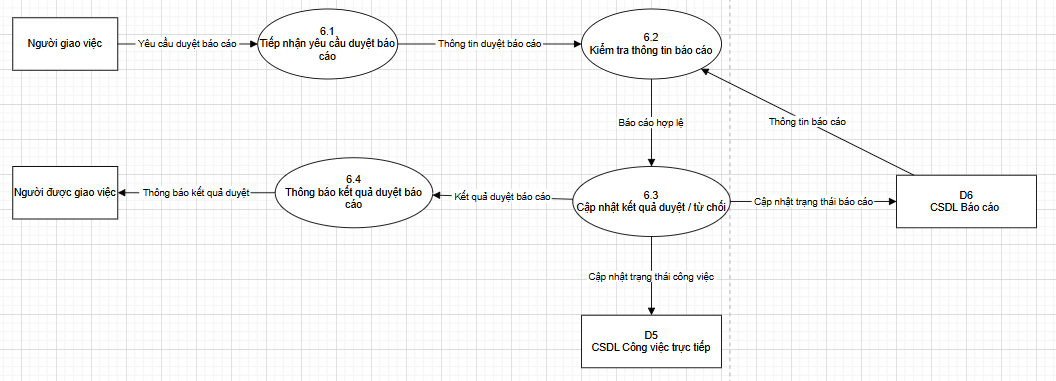 Người giao việc
Yêu cầu duyệt báo cáo
6.1
Tiếp nhận yêu cầu duyệt báo
cáo
Thông tin duyệt báo cáo
6.2
Kiểm tra thông tin báo cáo
Báo cáo hợp lệ
Thông tin báo cáo
Người được giao việc
Thông báo kết quả duyệt
6.4
Thông báo kết quả duyệt báo
cáo
Kết quả duyệt báo cáo
6.3
Cập nhật kết quả duyệt / từ chối
Cập nhật trạng thái báo cáo
D6
CSDL Báo cáo
Cập nhật trạng thái công việc
D5
CSDL Công việc trực tiếp